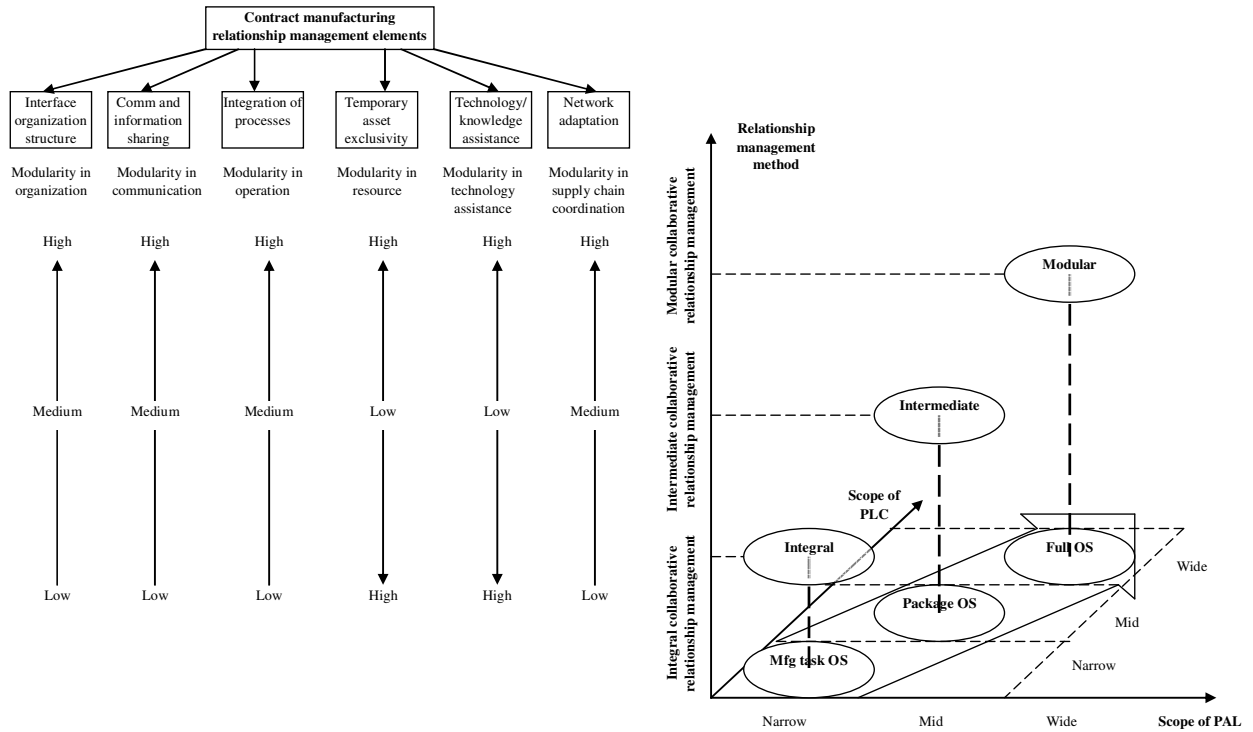 Contract manufacturing
relationship management elements
Interface
organization
structure
Comm and
information
sharing
Integration of
processes
Temporary
asset
exclusivity
Technology/
knowledge
assistance
Network
adaptation
Modularity in
organization
Modularity in
communication
Modularity in
operation
Modularity in
resource
Modularity in
technology
assistance
Modularity in
supply chain
coordination
High
High
High
High
High
High
Medium
Medium
Medium
Low
Low
Medium
Low
Low
Low
High
High
Low
Relationship
management
method
Modular collaborative
relationship management
Intermediate collaborative
relationship management
Integral collaborative
relationship management
Modular
Intermediate
Scope of
PLC
Integral
Full OS
Package OS
Mfg task OS
Wide
Mid
Narrow
Narrow
Mid
Wide
Scope of PAL